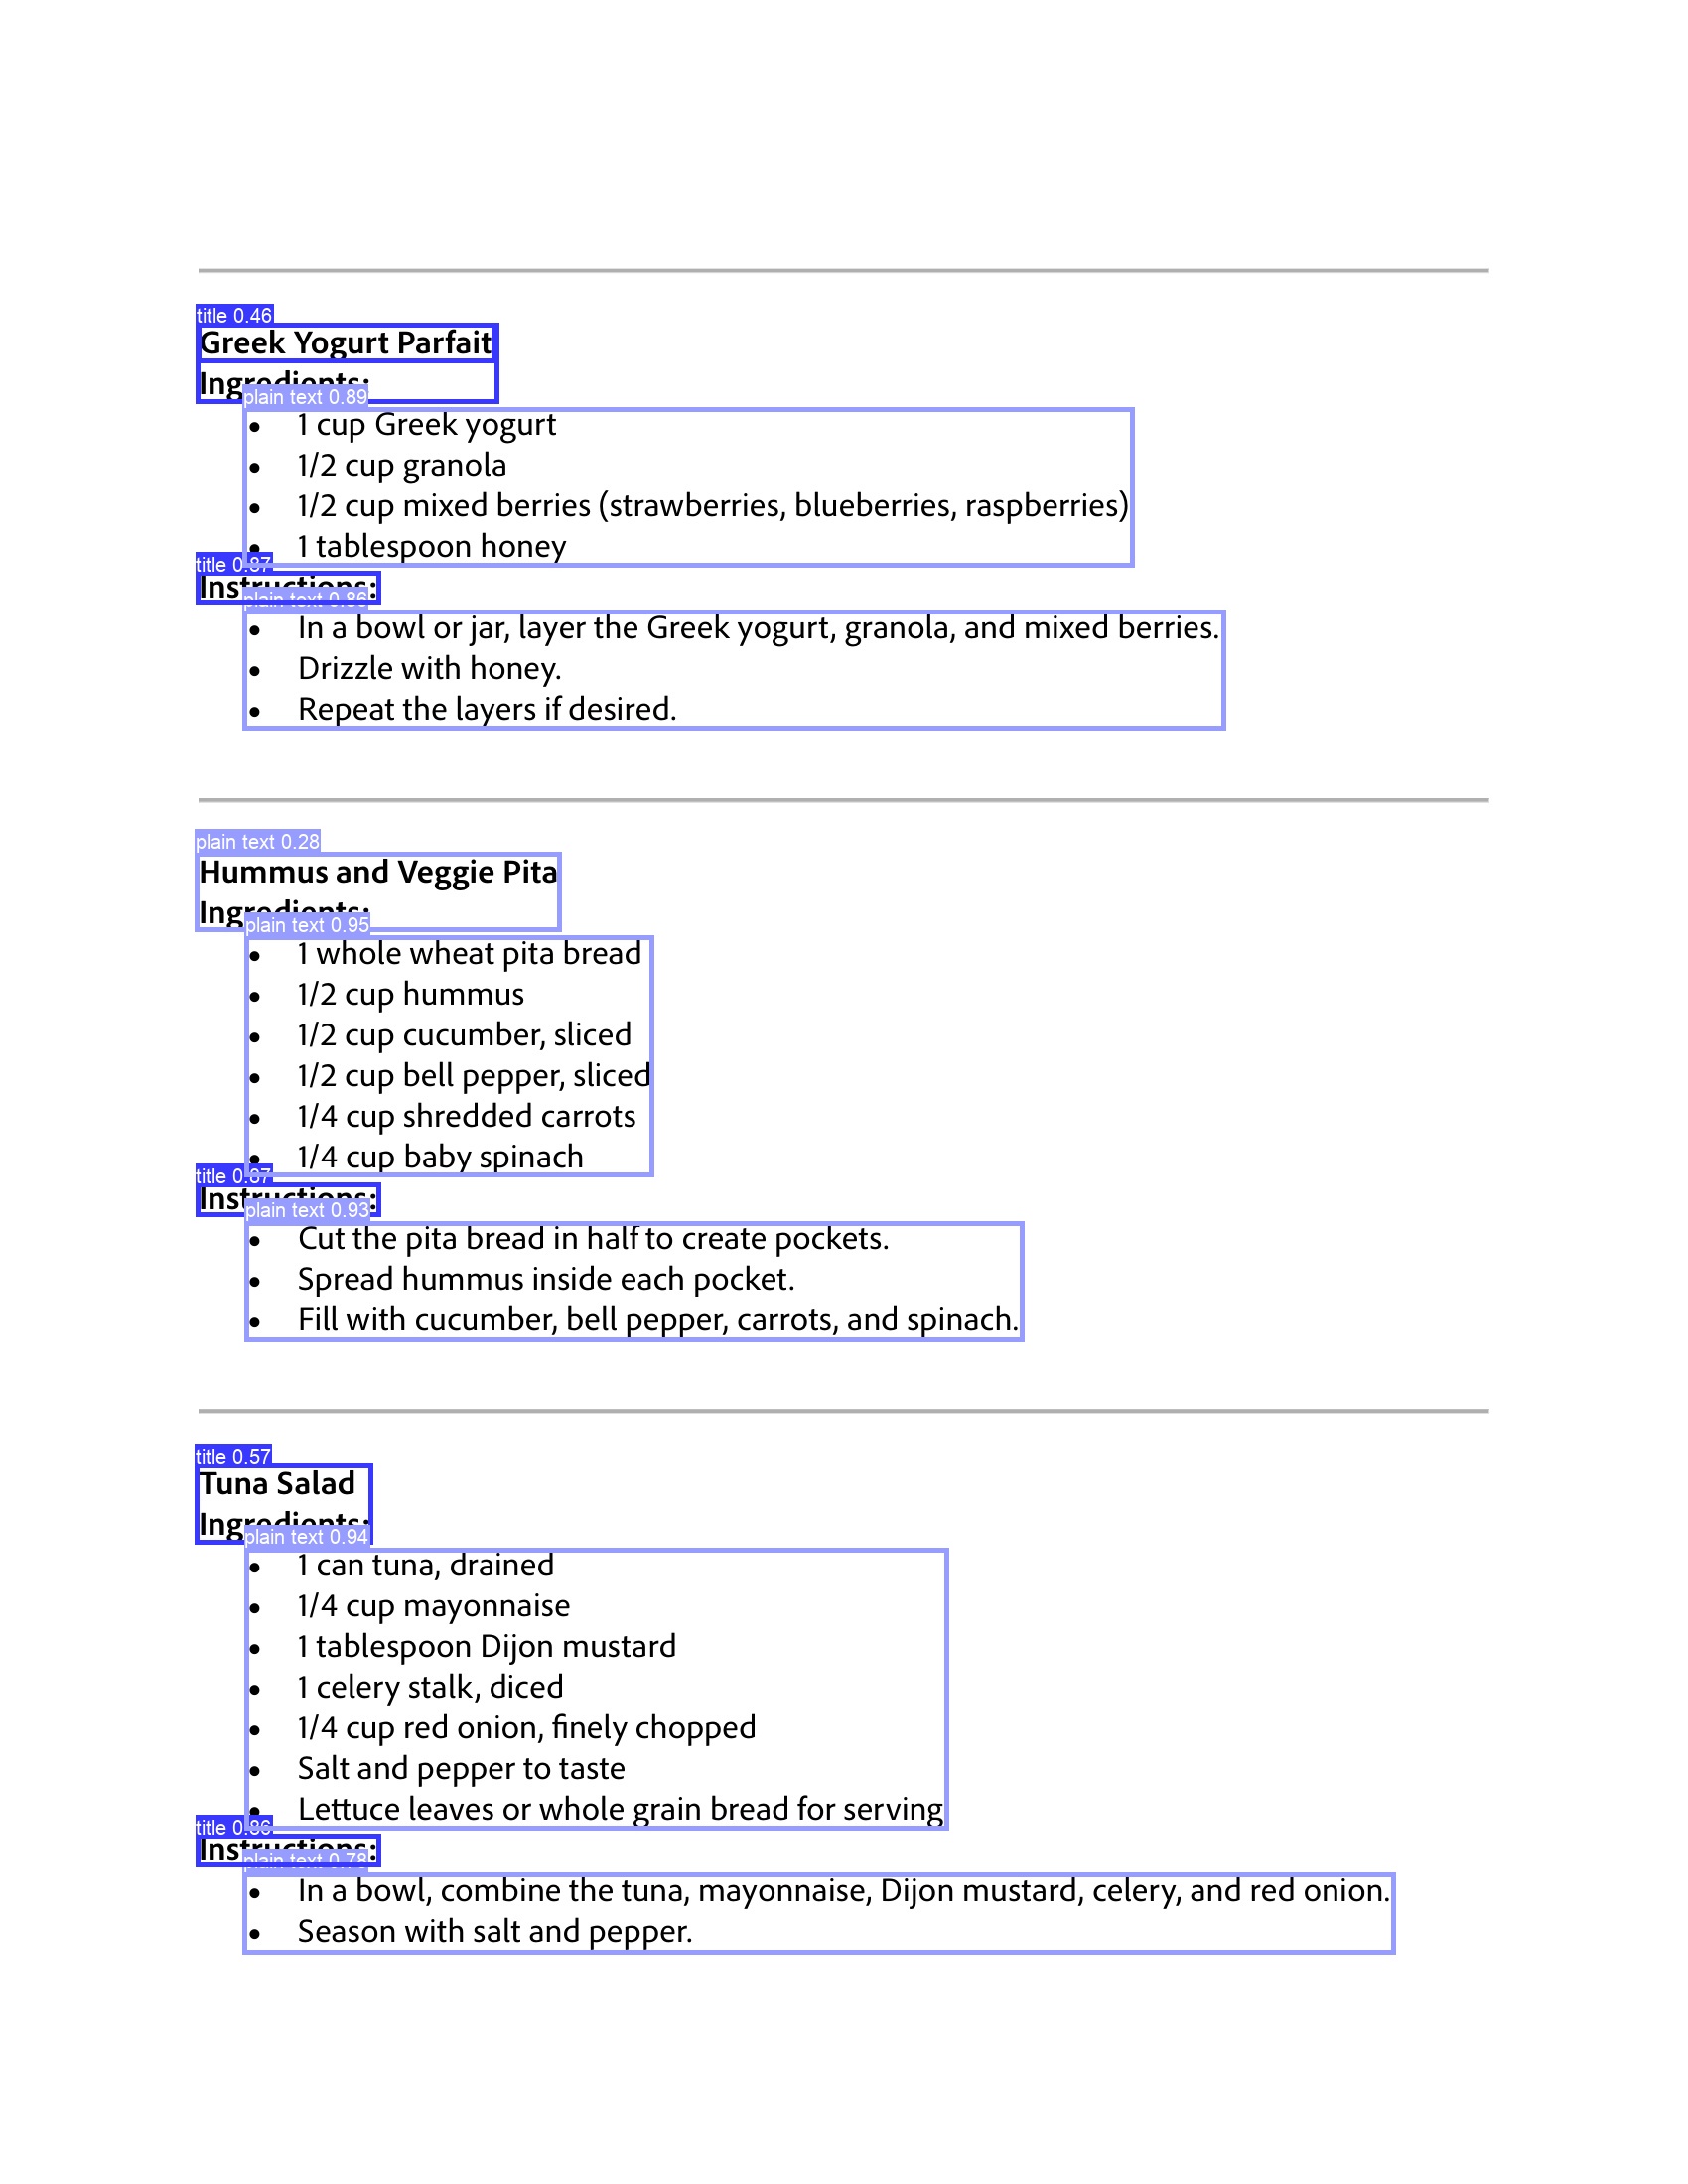 title 0.46
Greek Yogurt Parfait
Ingredients:
plain text 0.89
• 1 cup Greek yogurt
• 1/2 cup granola
• 1/2 cup mixed berries (strawberries, blueberries, raspberries)
• 1 tablespoon honey
title 0.87
Instructions:
plain text 0.86
• In a bowl or jar, layer the Greek yogurt, granola, and mixed berries.
• Drizzle with honey.
• Repeat the layers if desired.
plain text 0.28
Hummus and Veggie Pita
Ingredients:
plain text 0.95
• 1 whole wheat pita bread
• 1/2 cup hummus
• 1/2 cup cucumber, sliced
• 1/2 cup bell pepper, sliced
• 1/4 cup shredded carrots
• 1/4 cup baby spinach
title 0.87
Instructions:
plain text 0.93
• Cut the pita bread in half to create pockets.
• Spread hummus inside each pocket.
• Fill with cucumber, bell pepper, carrots, and spinach.
title 0.57
Tuna Salad
Ingredients:
plain text 0.94
• 1 can tuna, drained
• 1/4 cup mayonnaise
• 1 tablespoon Dijon mustard
• 1 celery stalk, diced
• 1/4 cup red onion, finely chopped
• Salt and pepper to taste
• Lettuce leaves or whole grain bread for serving
title 0.86
Instructions:
plain text 0.78
• In a bowl, combine the tuna, mayonnaise, Dijon mustard, celery, and red onion.
• Season with salt and pepper.